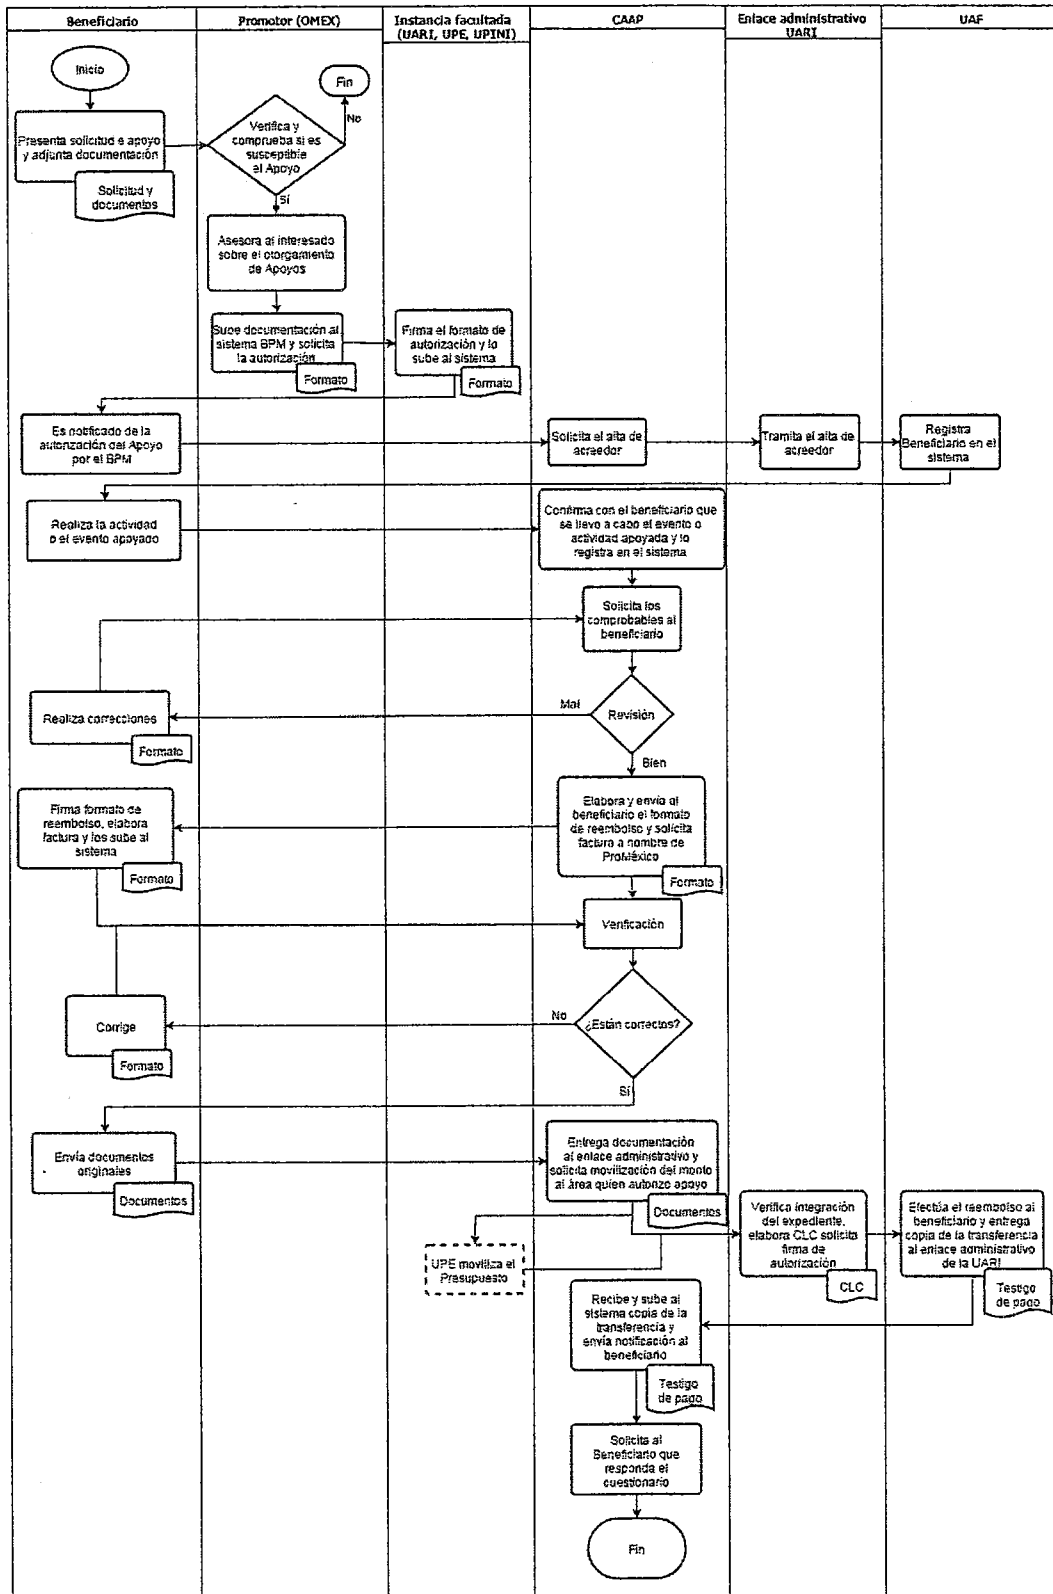 Beneficiario
Promotor (OMEX)
Instancia facultada
(UARI, UPE, UPINI)
CAAP
Enlace administrativo
UARI
UAF
Inicio
Fin
No
Presenta solicitud e apoyo
y adjunta documentación
Solicitud y
documentos
Verifica y
comprueba si es
susceptible
el Apoyo
Sí
Asesora al interesado
sobre el otorgamiento
de Apoyos
Sube documentación al
sistema BPM y solicita
la autorización
Formato
Firma el formato de
autorización y lo
sube al sistema
Formato
Es notificado de la
autorización del Apoyo
por el BPM
Solicita el alta de
acreedor
Tramita el alta de
acreedor
Registra
Beneficiario en el
sistema
Realiza la actividad
o el evento apoyado
Confirma con el beneficiario que
se llevo a cabo el evento o
actividad apoyada y lo
registra en el sistema
Solicita los
comprobables al
beneficiario
Revisión
Mal
Bien
Realiza correcciones
Formato
Elabora y envía al
beneficiario el formato
de reembolso y solicita
factura a nombre de
ProMéxico
Formato
Firma formato de
reembolso, elabora
factura y los sube al
sistema
Formato
Verificación
¿Están correctos?
No
Sí
Corrige
Formato
Envía documentos
originales
Documentos
Entrega documentación
al enlace administrativo y
solicita movilización del monto
al área quien autorizo apoyo
Documentos
UPE moviliza el
Presupuesto
Verifica integración
del expediente,
elabora CLC solicita
firma de
autorización
CLC
Efectúa el reembolso al
beneficiario y entrega
copia de la transferencia
al enlace administrativo
de la UARI
Testigo
de pago
Recibe y sube al
sistema copia de la
transferencia y
envía notificación al
beneficiario
Testigo
de pago
Solicita al
Beneficiario que
responda el
cuestionario
Fin